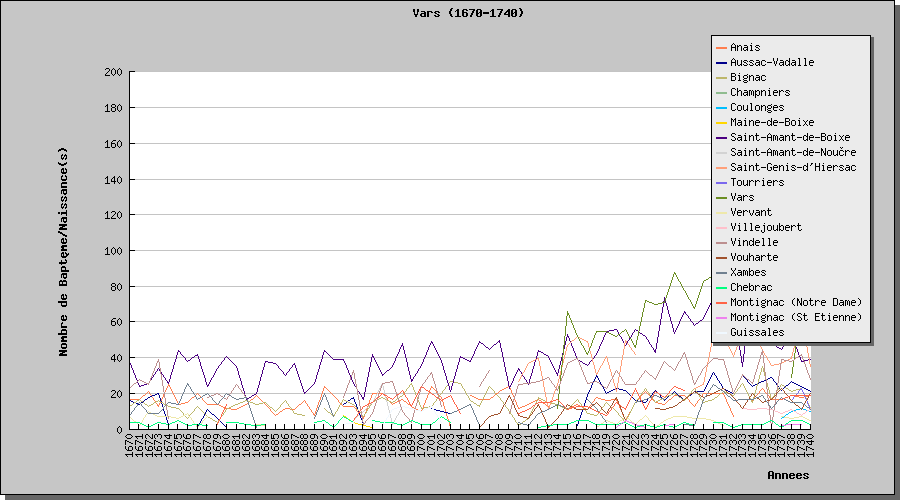 Vars (1670-1740)
Anais
Aussac-Vadalle
Bignac
Champniers
Coulonges
Maine-de-Boixe
Saint-Amant-de-Boixe
Saint-Amant-de-Noučre
Saint-Genis-d'Hiersac
Tourriers
Vars
Vervant
Villejoubert
Vindelle
Vouharte
Xambes
Chebrac
Montignac (Notre Dame)
Montignac (St Etienne)
Guissales
Nombre de Baptęme/Naissance(s)
200
180
160
140
120
100
80
60
40
20
0
1670 1671 1672 1673 1674 1675 1676 1677 1678 1679 1680 1681 1682 1683 1684 1685 1686 1687 1688 1689 1690 1691 1692 1693 1694 1695 1696 1697 1698 1699 1700 1701 1702 1703 1704 1705 1706 1707 1708 1709 1710 1711 1712 1713 1714 1715 1716 1717 1718 1719 1720 1721 1722 1723 1724 1725 1726 1727 1728 1729 1730 1731 1732 1733 1734 1735 1736 1737 1738 1739 1740
Annees